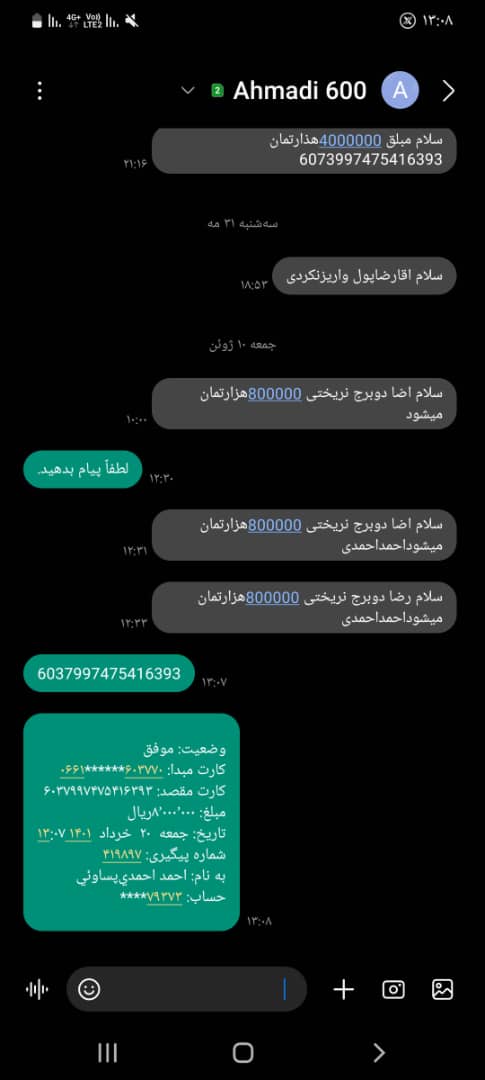 ۱۳:۰۸
4G+
Vo))
LTE2
Ahmadi 600
2
A
سلام مبلق 4000000هذارتمان
6073997475416393
۲۱:۱۶
سه‌شنبه ۳۱ مه
سلام اقارضاپول واریزنکردی
۱۸:۵۳
جمعه ۱۰ ژوئن
سلام اضا دوبرج نریختی 800000هزارتمان
میشود
۱۰:۰۰
لطفاً پیام بدهید.
۱۲:۳۰
سلام اضا دوبرج نریختی 800000هزارتمان
میشوداحمداحمدی
۱۲:۳۱
سلام رضا دوبرج نریختی 800000هزارتمان
میشوداحمداحمدی
۱۲:۳۳
6037997475416393
۱۳:۰۷
وضعیت: موفق
کارت مبدا: ۶۰۳۷۷۰******۰۶۶۱
کارت مقصد: ۶۰۳۷۹۹۷۴۷۵۴۱۶۳۹۳
مبلغ: ۸٬۰۰۰٬۰۰۰ریال
تاریخ: جمعه ۲۰ خرداد ۱۴۰۱ ۱۳:۰۷
شماره پیگیری: ۳۱۹۸۹۷
به نام: احمد احمدي‌پساوئي
حساب: ۷۹۳۷۳****
۱۳:۰۸